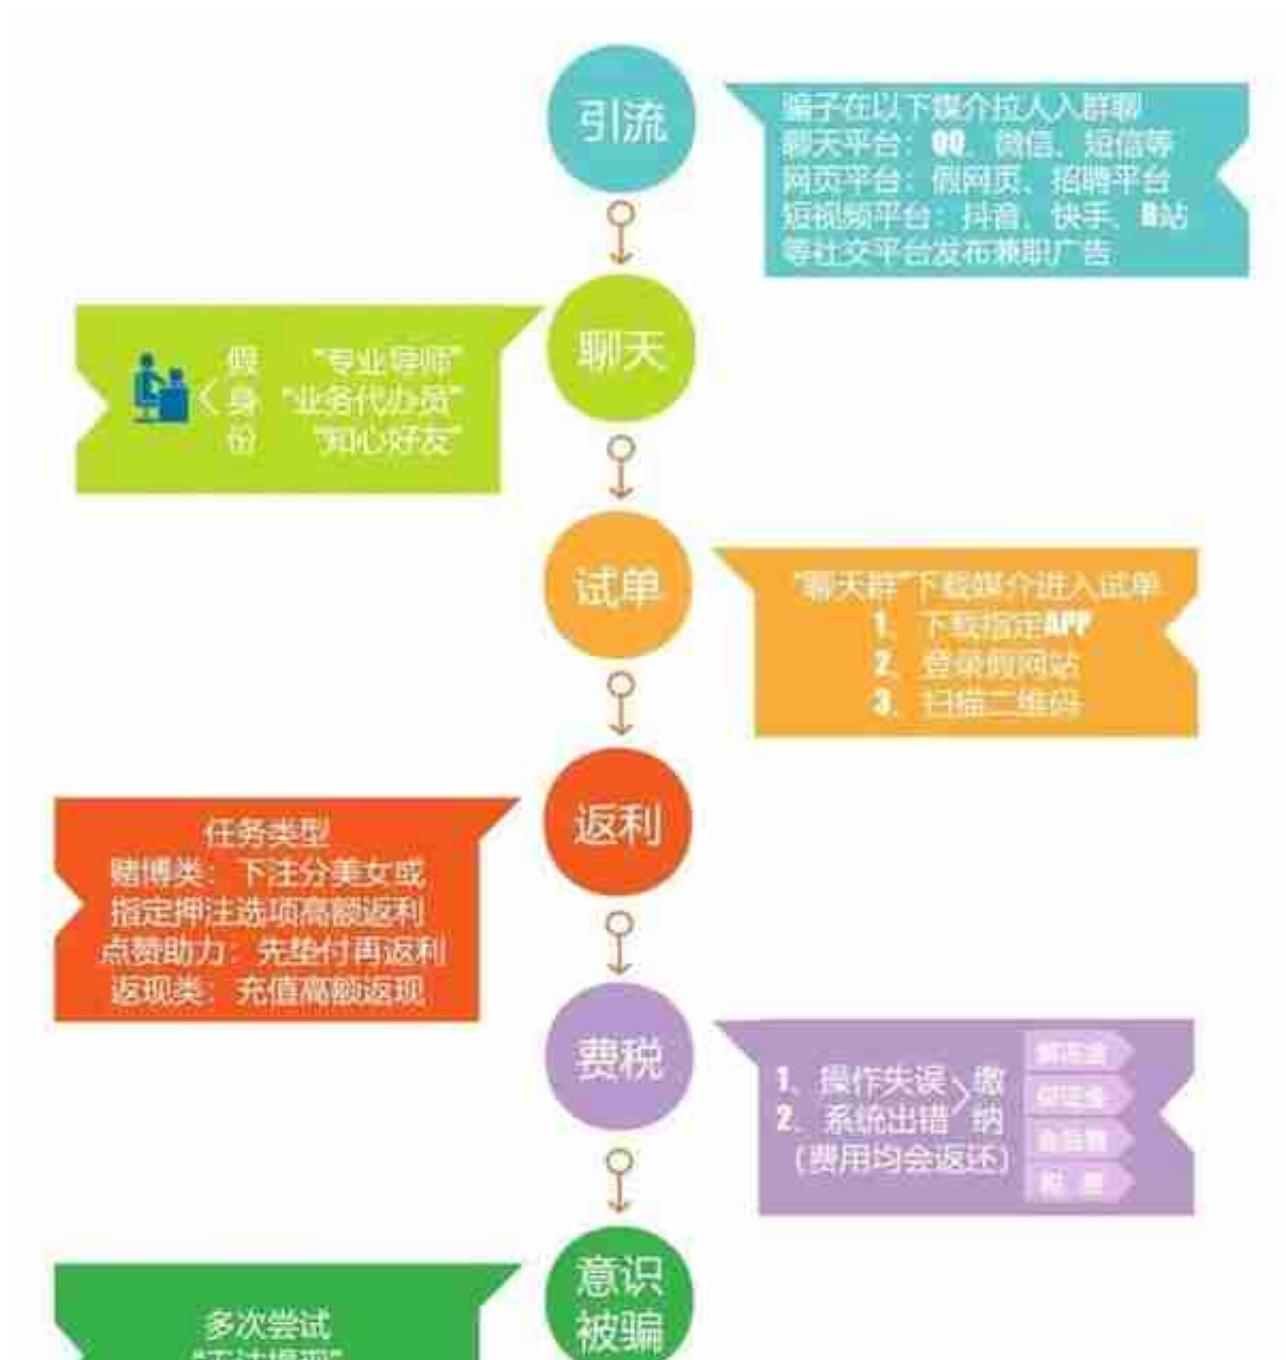 引流
骗子在以下媒介拉人入群聊
聊天平台：QQ、微信、短信等
网页平台：假网页、招聘平台
短视频平台：抖音、快手、B站
等社交平台发布兼职广告
聊天
假身份
“专业导师”
“业务代办员”
“知心好友”
试单
“聊天群”下载媒介进入试单
1、下载指定APP
2、登录假网站
3、扫描二维码
返利
任务类型
赌博类：下注分美女或
指定押注选项高额返利
点赞助力：先垫付再返利
返现类：充值高额返现
费税
1、操作失误
2、系统出错
缴纳
（费用均会返还）
意识
被骗
多次尝试